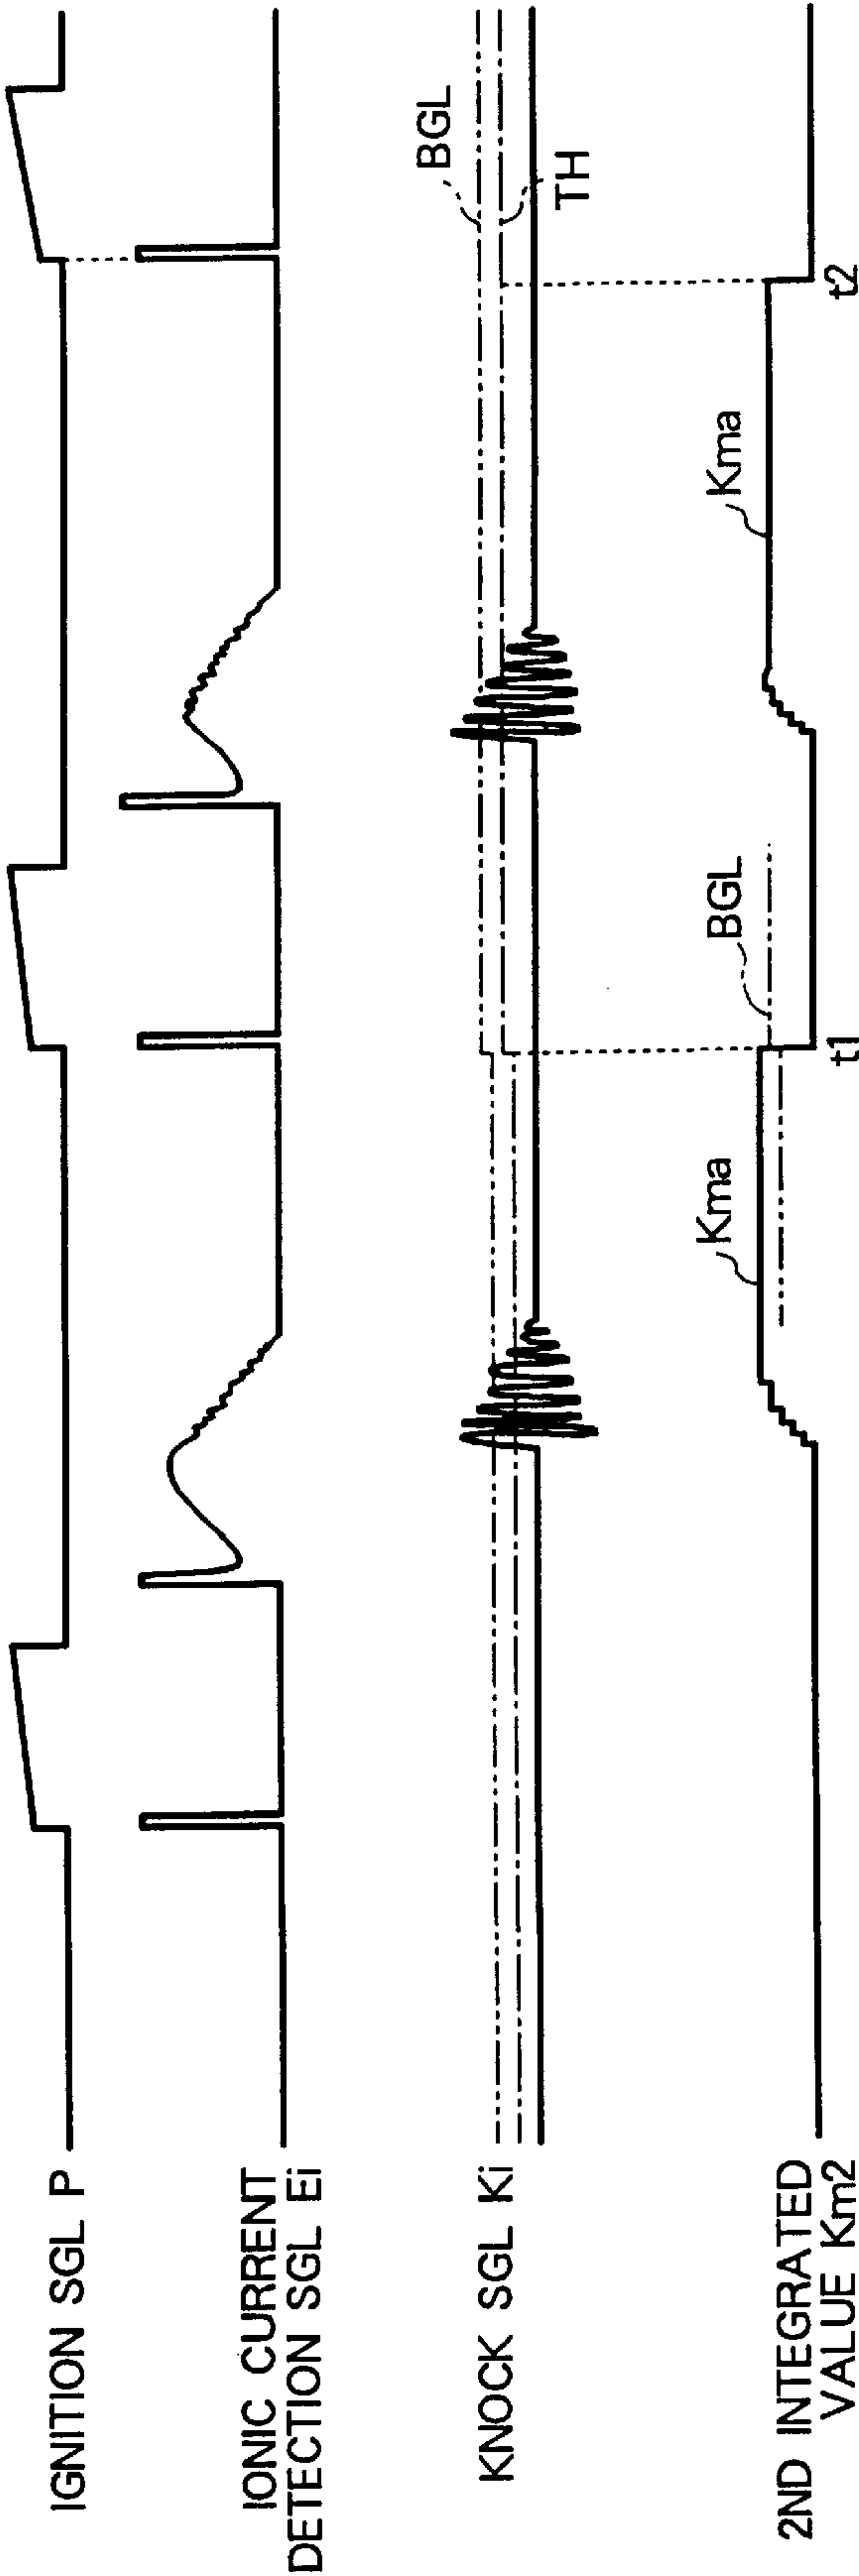 IGNITION SGL P
IONIC CURRENT
DETECTION SGL Ei
KNOCK SGL Ki
BGL
TH
2ND INTEGRATED
VALUE Km2
Kma
BGL
Kma
t1
t2